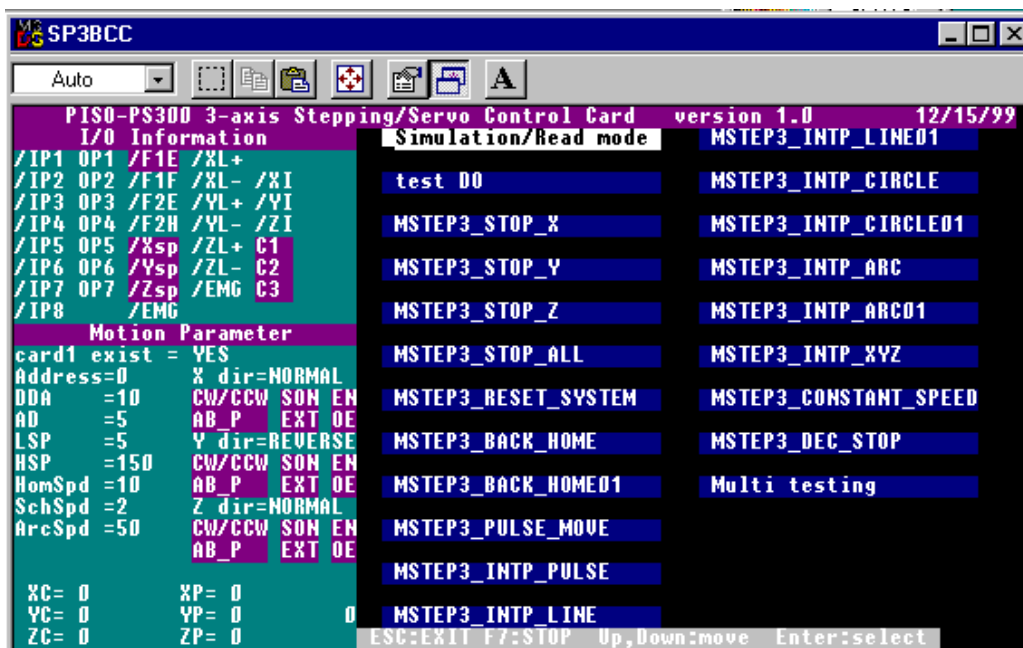 SP3BCC
Auto
A
PISO-PS300 3-axis Stepping/Servo Control Card version 1.0 12/15/99
I/O Information
/IP1 OP1 /F1E /XL+
/IP2 OP2 /F1F /XL- /XI
/IP3 OP3 /F2E /YL+ /YI
/IP4 OP4 /F2H /YL- /ZI
/IP5 OP5 /Xsp /ZL+ C1
/IP6 OP6 /Ysp /ZL- C2
/IP7 OP7 /Zsp /EMG C3
/IP8 /EMG
Motion Parameter
card1 exist = YES
Address=0 X dir=NORMAL
DDA =10 CW/CCW SON EN
AD =5 AB_P EXT OE
LSP =5 Y dir=REVERSE
HSP =150 CW/CCW SON EN
HomSpd =10 AB_P EXT OE
SchSpd =2 Z dir=NORMAL
ArcSpd =50 CW/CCW SON EN
AB_P EXT OE
XC= 0 XP= 0
YC= 0 YP= 0 0
ZC= 0 ZP= 0
Simulation/Read mode
test DO
MSTEP3_STOP_X
MSTEP3_STOP_Y
MSTEP3_STOP_Z
MSTEP3_STOP_ALL
MSTEP3_RESET_SYSTEM
MSTEP3_BACK_HOME
MSTEP3_BACK_HOME01
MSTEP3_PULSE_MOVE
MSTEP3_INTP_PULSE
MSTEP3_INTP_LINE
MSTEP3_INTP_LINE01
MSTEP3_INTP_CIRCLE
MSTEP3_INTP_CIRCLE01
MSTEP3_INTP_ARC
MSTEP3_INTP_ARC01
MSTEP3_INTP_XYZ
MSTEP3_CONSTANT_SPEED
MSTEP3_DEC_STOP
Multi testing
ESC:EXIT F7:STOP Up,Down:move Enter:select